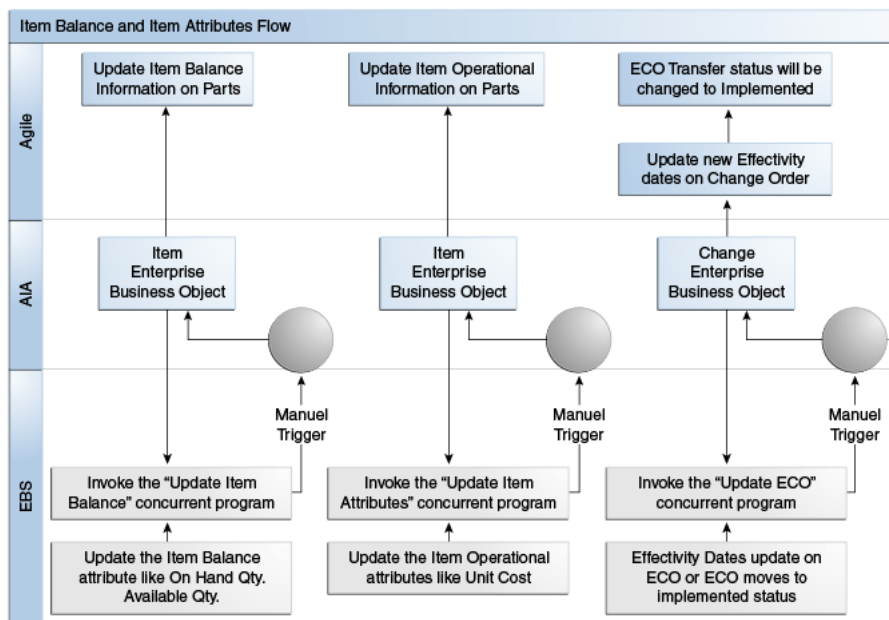 Item Balance and Item Attributes Flow
Agile
Update Item Balance
Information on Parts
Update Item Operational
Information on Parts
ECO Transfer status will be
changed to Implemented
Update new Effectivity
dates on Change Order
AIA
Item
Enterprise
Business Object
Item
Enterprise
Business Object
Change
Enterprise
Business Object
EBS
Manuel
Trigger
Manuel
Trigger
Manuel
Trigger
Invoke the “Update Item
Balance” concurrent program
Invoke the “Update Item
Attributes” concurrent program
Invoke the “Update ECO”
concurrent program
Update the Item Balance
attribute like On Hand Qty.
Available Qty.
Update the Item Operational
attributes like Unit Cost
Effectivity Dates update on
ECO or ECO moves to
implemented status